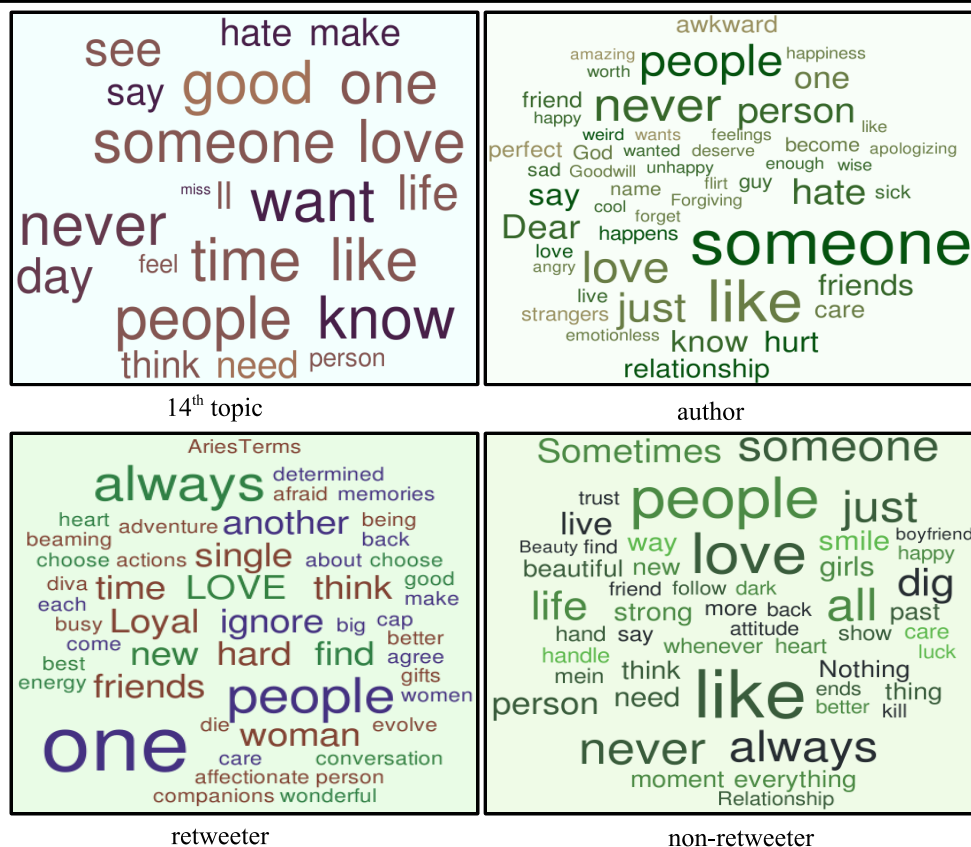 hate make
see
say good one
someone love
miss ll want life
never
feel time like
day
people know
think need person
14th topic
awkward
amazing people happiness
worth one
friend never person
happy
weird wants feelings like
perfect God wanted deserve become apologizing
sad Goodwill unhappy enough wise
say name flirt guy hate sick
cool Forgiving
forget
Dear happens someone
love
angry love friends
live just like care
strangers
emotionless know hurt
relationship
author
AriesTerms
always determined
afraid memories
heart adventure another being
beaming back
choose actions single about choose
diva time LOVE think good
each make
busy Loyal ignore big cap
come better
new hard find agree
best gifts
energy friends people women
die evolve
one woman
care conversation
affectionate person
companions wonderful
retweeter
Sometimes someone
trust people just
live
Beauty find way love smile boyfriend
happy
beautiful new girls
friend follow dark dig
life strong more back all past
attitude
hand say show care
whenever heart luck
handle
mein think Nothing
person need like ends thing
better kill
never always
moment everything
Relationship
non-retweeter